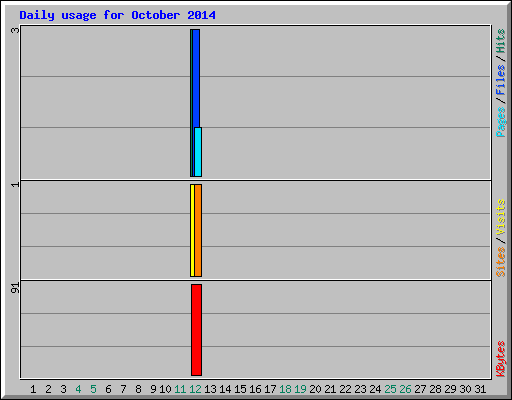 Daily usage for October 2014
3
Pages/Files/Hits
1
Sites/Visits
91
KBytes
1 2 3 4 5 6 7 8 9 10 11 12 13 14 15 16 17 18 19 20 21 22 23 24 25 26 27 28 29 30 31